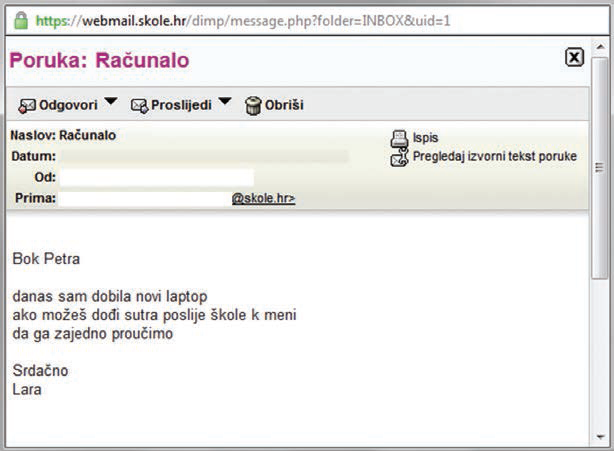 https://webmail.skole.hr/dimp/message.php?folder=INBOX&uid=1
Poruka: Računalo
Odgovori Proslijedi Obriši
Naslov: Računalo
Ispis
Datum:
Pregledaj izvorni tekst poruke
Od:
Prima: @skole.hr>
Bok Petra
danas sam dobila novi laptop
ako možeš dođi sutra poslije škole k meni
da ga zajedno proučimo
Srdačno
Lara